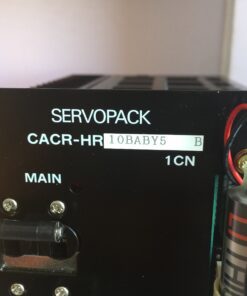 SERVOPACK
CACR-HR 10BABY5 B
1CN
MAIN